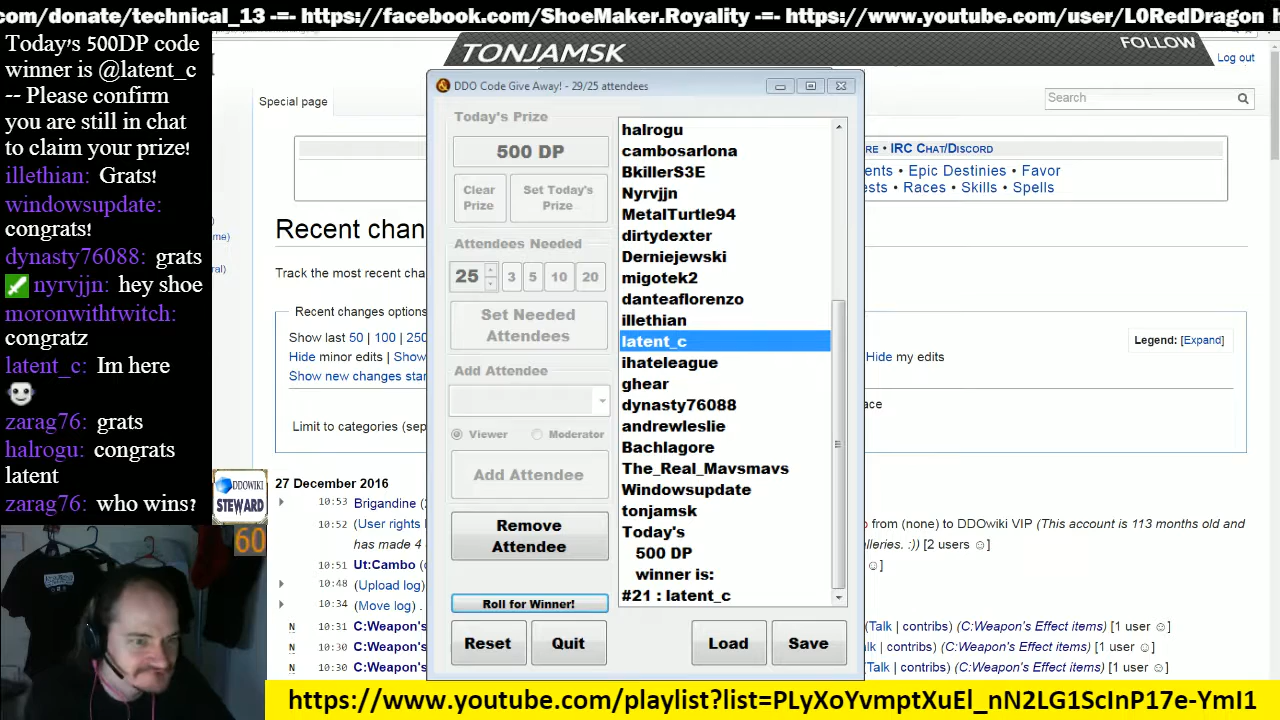 om/donate/technical_13 -=- https://facebook.com/ShoeMaker.Royality -=- https://www.youtube.com/user/L0RedDragon h
Today's 500DP code
winner is @latent_c
-- Please confirm
you are still in chat
to claim your prize!
illethian: Grats!
windowsupdate:
congrats!
dynasty76088: grats
nyrvjjn: hey shoe
moronwithtwitch:
congratz
latent_c: Im here
zarag76: grats
halrogu: congrats
latent
zarag76: who wins?
DDOWIKI
STEWARD
60
TONJAMSK
FOLLOW
Log out
Special page
Search
RE • IRC Chat/Discord
ents • Epic Destinies • Favor
ests • Races • Skills • Spells
me)
ral)
Recent chan
Track the most recent cha
Recent changes options
Show last 50 | 100 | 250
Hide minor edits | Show
Show new changes star
Hide my edits
Legend: [Expand]
Limit to categories (sep
ace
27 December 2016
10:53 Brigandine (
10:52 (User rights
p from (none) to DDOwiki VIP (This account is 113 months old and
has made 4
lleries. :)) [2 users ☺]
10:51 Ut:Cambo
☺]
10:48 (Upload log)
10:34 (Move log) .
N 10:31 C:Weapon's
(Talk | contribs) (C:Weapon's Effect items) [1 user ☺]
N 10:30 C:Weapon's
Talk | contribs) (C:Weapon's Effect items) [1 user ☺]
N 10:30 C:Weapon's
Talk | contribs) (C:Weapon's Effect items) [1 user ☺]
DDO Code Give Away! - 29/25 attendees
Today's Prize
500 DP
Clear
Prize
Set Today's
Prize
Attendees Needed
25 3 5 10 20
Set Needed
Attendees
Add Attendee
Viewer Moderator
Add Attendee
Remove
Attendee
Roll for Winner!
Reset Quit Load Save
halrogu
cambosarlona
BkillerS3E
Nyrvjjn
MetalTurtle94
dirtydexter
Derniejewski
migotek2
danteaflorenzo
illethian
latent_c
ihateleague
ghear
dynasty76088
andrewleslie
Bachlagore
The_Real_Mavsmavs
Windowsupdate
tonjamsk
Today's
500 DP
winner is:
#21 : latent_c
https://www.youtube.com/playlist?list=PLyXoYvmptXuEl_nN2LG1ScInP17e-YmI1